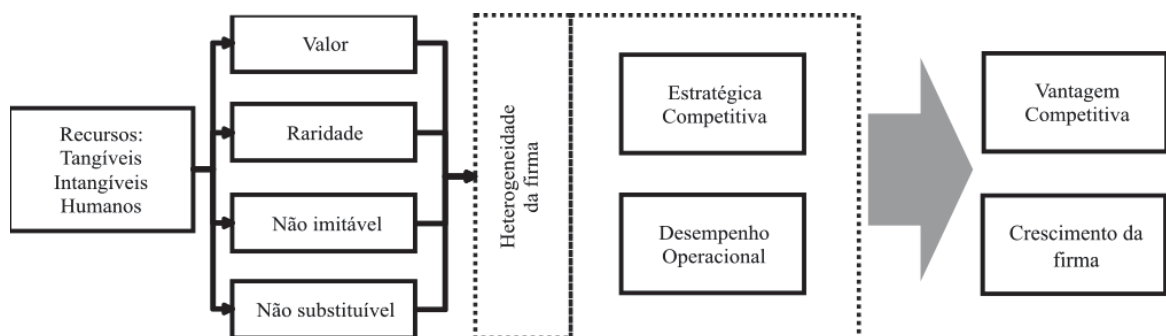 Recursos:
Tangíveis
Intangíveis
Humanos
Valor
Raridade
Não imitável
Não substituível
Heterogeneidade
da firma
Estratégica
Competitiva
Desempenho
Operacional
Vantagem
Competitiva
Crescimento da
firma